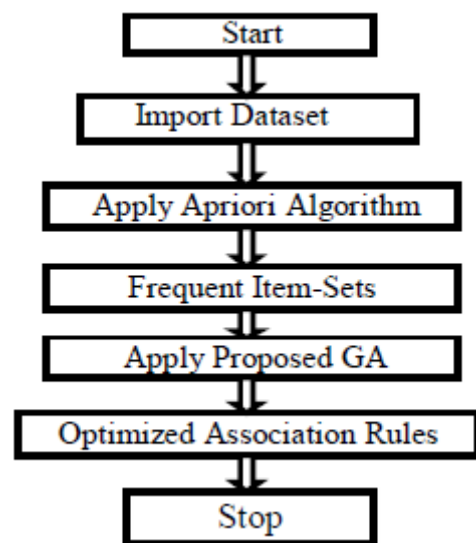 Start
Import Dataset
Apply Apriori Algorithm
Frequent Item-Sets
Apply Proposed GA
Optimized Association Rules
Stop